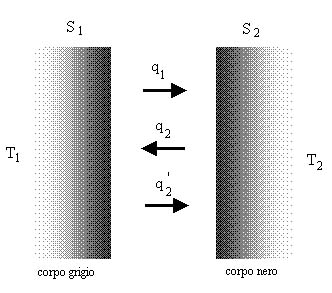 S1 S2
q1
q2
T1 T2
q2'
corpo grigio corpo nero